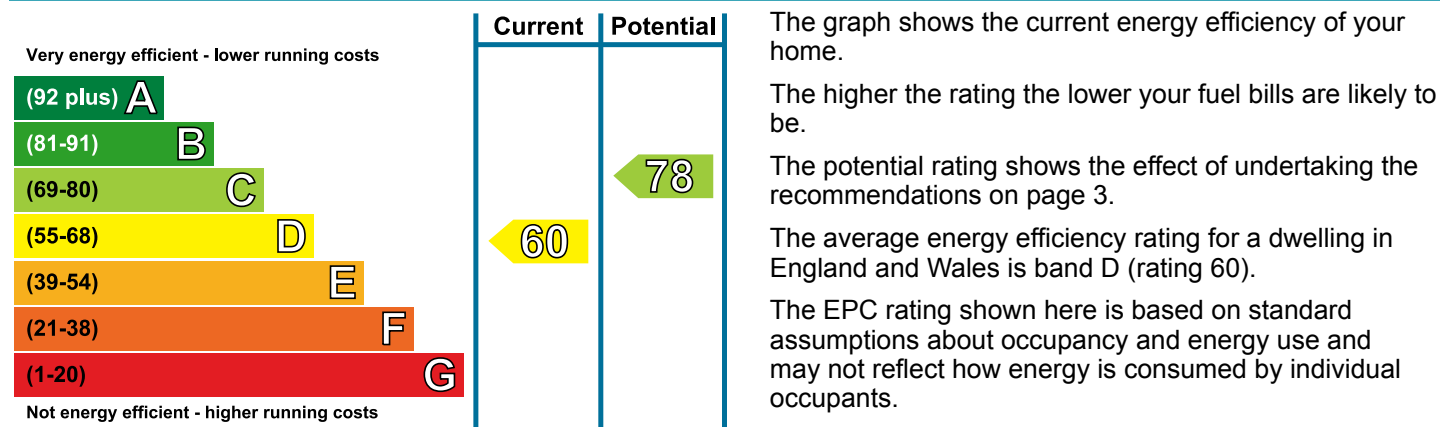 Current Potential
Very energy efficient - lower running costs
(92 plus) A
(81-91) B
(69-80) C
78
(55-68) D
60
(39-54) E
(21-38) F
(1-20) G
Not energy efficient - higher running costs
The graph shows the current energy efficiency of your
home.
The higher the rating the lower your fuel bills are likely to
be.
The potential rating shows the effect of undertaking the
recommendations on page 3.
The average energy efficiency rating for a dwelling in
England and Wales is band D (rating 60).
The EPC rating shown here is based on standard
assumptions about occupancy and energy use and
may not reflect how energy is consumed by individual
occupants.